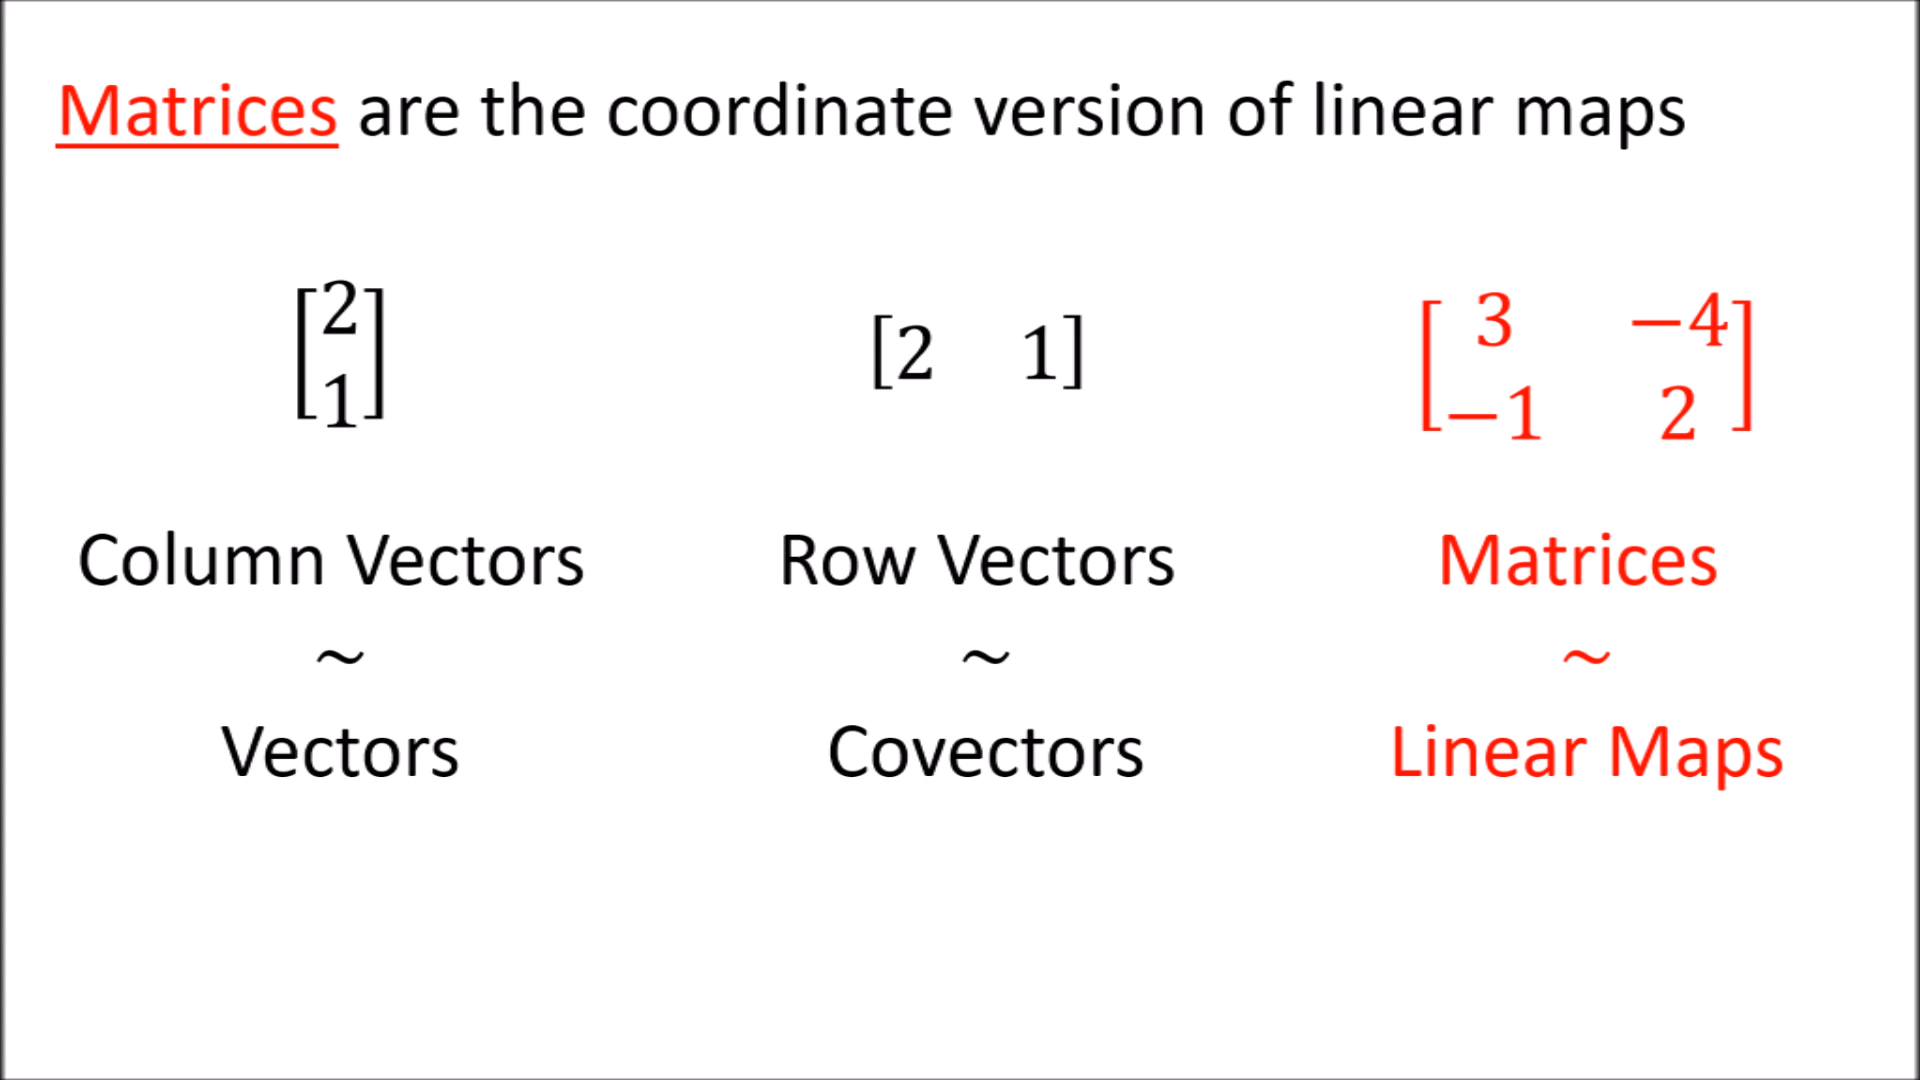 Matrices are the coordinate version of linear maps
[2
1]
[2 1]
[3 −4
−1 2]
Column Vectors
Row Vectors
Matrices
~
~
~
Vectors
Covectors
Linear Maps